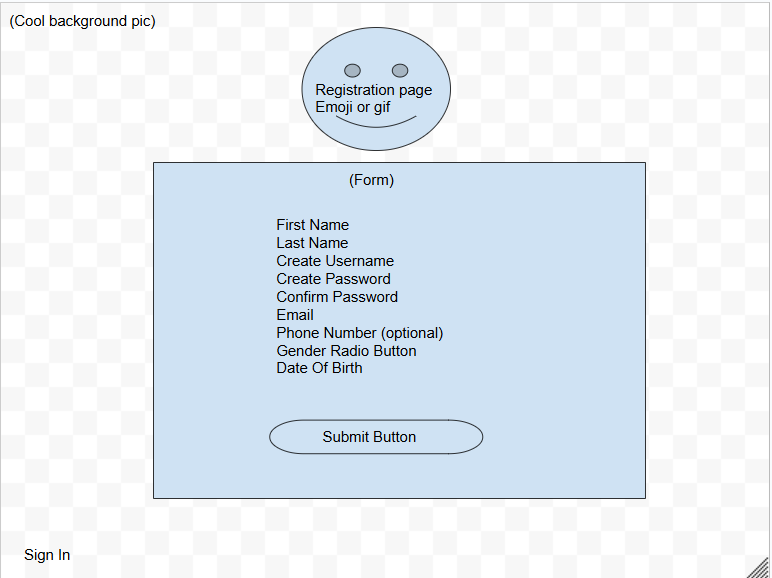 (Cool background pic)
Registration page
Emoji or gif
(Form)
First Name
Last Name
Create Username
Create Password
Confirm Password
Email
Phone Number (optional)
Gender Radio Button
Date Of Birth
Submit Button
Sign In